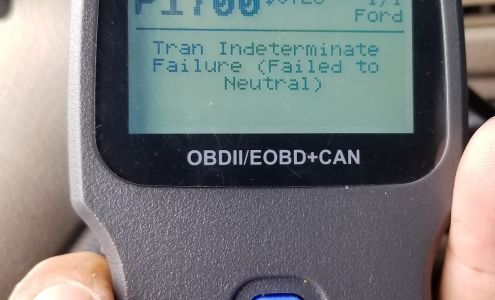 P1700 1/1
Ford
Tran Indeterminate
Failure (Failed to
Neutral)
OBDII/EOBD+CAN